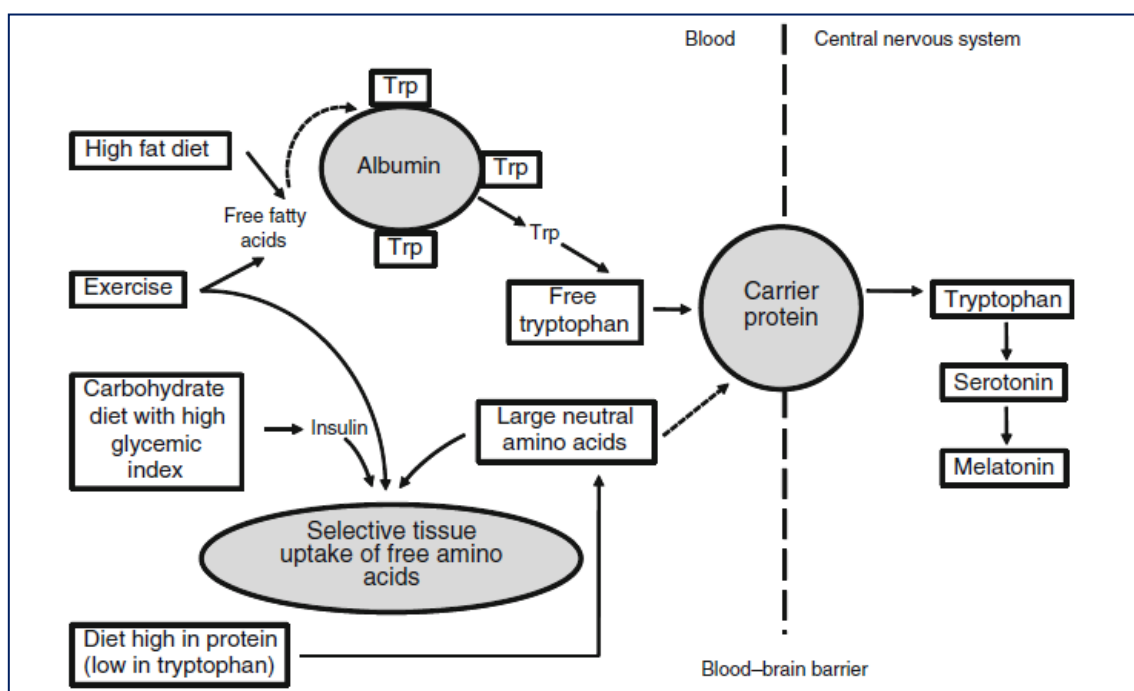 Blood
Central nervous system
Trp
High fat diet
Albumin
Trp
Free fatty
acids
Trp
Trp
Exercise
Free
tryptophan
Carrier
protein
Tryptophan
Carbohydrate
diet with high
glycemic
index
Insulin
Large neutral
amino acids
Serotonin
Melatonin
Selective tissue
uptake of free amino
acids
Diet high in protein
(low in tryptophan)
Blood–brain barrier